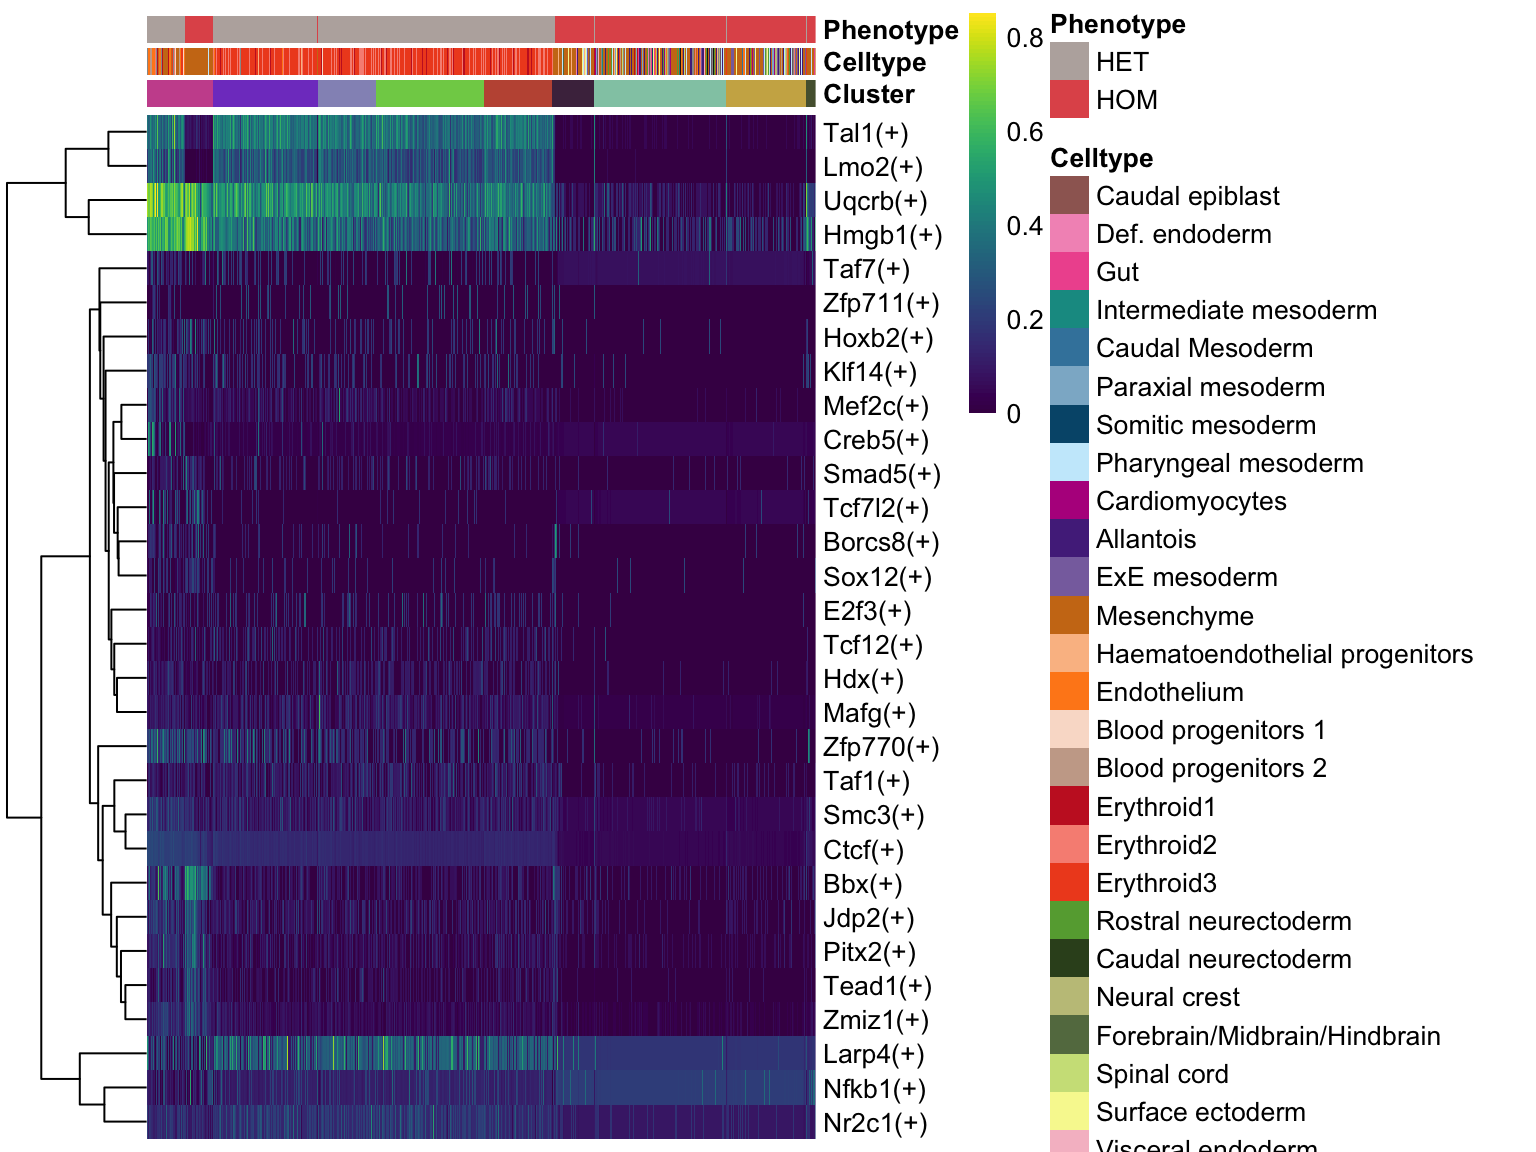 Phenotype
Celltype
Cluster
Tal1(+)
Lmo2(+)
Uqcrb(+)
Hmgb1(+)
Taf7(+)
Zfp711(+)
Hoxb2(+)
Klf14(+)
Mef2c(+)
Creb5(+)
Smad5(+)
Tcf7l2(+)
Borcs8(+)
Sox12(+)
E2f3(+)
Tcf12(+)
Hdx(+)
Mafg(+)
Zfp770(+)
Taf1(+)
Smc3(+)
Ctcf(+)
Bbx(+)
Jdp2(+)
Pitx2(+)
Tead1(+)
Zmiz1(+)
Larp4(+)
Nfkb1(+)
Nr2c1(+)
0.8
0.6
0.4
0.2
0
Phenotype
HET
HOM
Celltype
Caudal epiblast
Def. endoderm
Gut
Intermediate mesoderm
Caudal Mesoderm
Paraxial mesoderm
Somitic mesoderm
Pharyngeal mesoderm
Cardiomyocytes
Allantois
ExE mesoderm
Mesenchyme
Haematoendothelial progenitors
Endothelium
Blood progenitors 1
Blood progenitors 2
Erythroid1
Erythroid2
Erythroid3
Rostral neurectoderm
Caudal neurectoderm
Neural crest
Forebrain/Midbrain/Hindbrain
Spinal cord
Surface ectoderm
Visceral endoderm